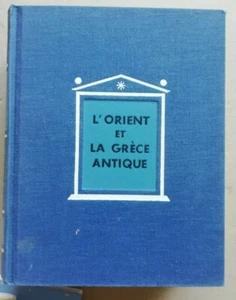 L'ORIENT
ET
LA GRÈCE
ANTIQUE